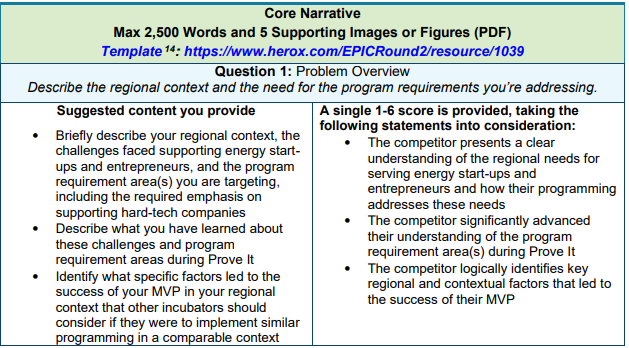 Core Narrative
Max 2,500 Words and 5 Supporting Images or Figures (PDF)
Template 14: https://www.herox.com/EPICRound2/resource/1039
Question 1: Problem Overview
Describe the regional context and the need for the program requirements you're addressing.
Suggested content you provide
• Briefly describe your regional context, the
challenges faced supporting energy start-
ups and entrepreneurs, and the program
requirement area(s) you are targeting,
including the required emphasis on
supporting hard-tech companies
• Describe what you have learned about
these challenges and program
requirement areas during Prove It
• Identify what specific factors led to the
success of your MVP in your regional
context that other incubators should
consider if they were to implement similar
programming in a comparable context
A single 1-6 score is provided, taking the
following statements into consideration:
• The competitor presents a clear
understanding of the regional needs for
serving energy start-ups and
entrepreneurs and how their programming
addresses these needs
• The competitor significantly advanced
their understanding of the program
requirement area(s) during Prove It
• The competitor logically identifies key
regional and contextual factors that led to
the success of their MVP